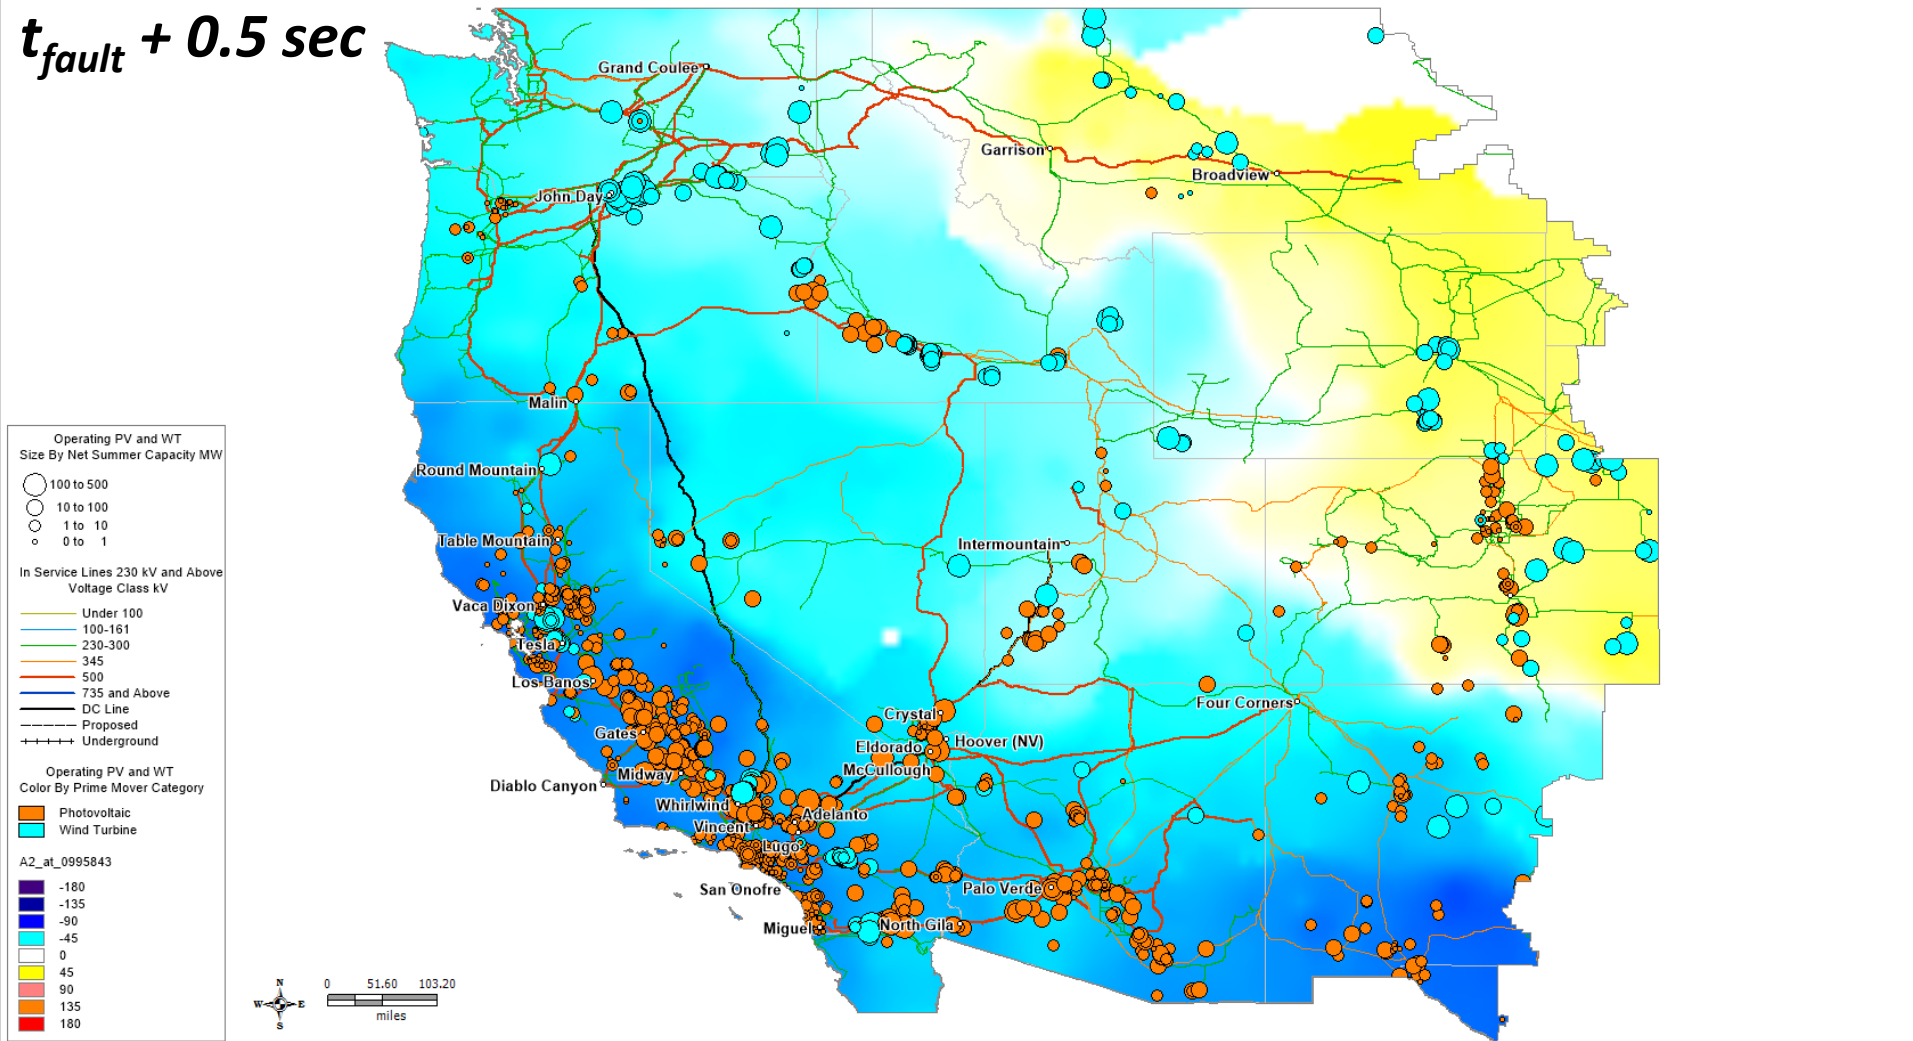 t_fault + 0.5 sec
Grand Coulee
Garrison
Broadview
John Day
Malin
Round Mountain
Table Mountain
Intermountain
Vaca Dixon
Tesla
Los Banos
Four Corners
Crystal
Gates
Eldorado
Hoover (NV)
Midway
McCullough
Diablo Canyon
Whirlwind
Adelanto
Vincent
Lugo
San Onofre
Palo Verde
Miguel
North Gila
Operating PV and WT
Size By Net Summer Capacity MW
100 to 500
10 to 100
1 to 10
0 to 1
In Service Lines 230 kV and Above
Voltage Class kV
Under 100
100-161
230-300
345
500
735 and Above
DC Line
Proposed
Underground
Operating PV and WT
Color By Prime Mover Category
Photovoltaic
Wind Turbine
A2_at_0995843
-180
-135
-90
-45
0
45
90
135
180
N
W E
S
0 51.60 103.20
miles